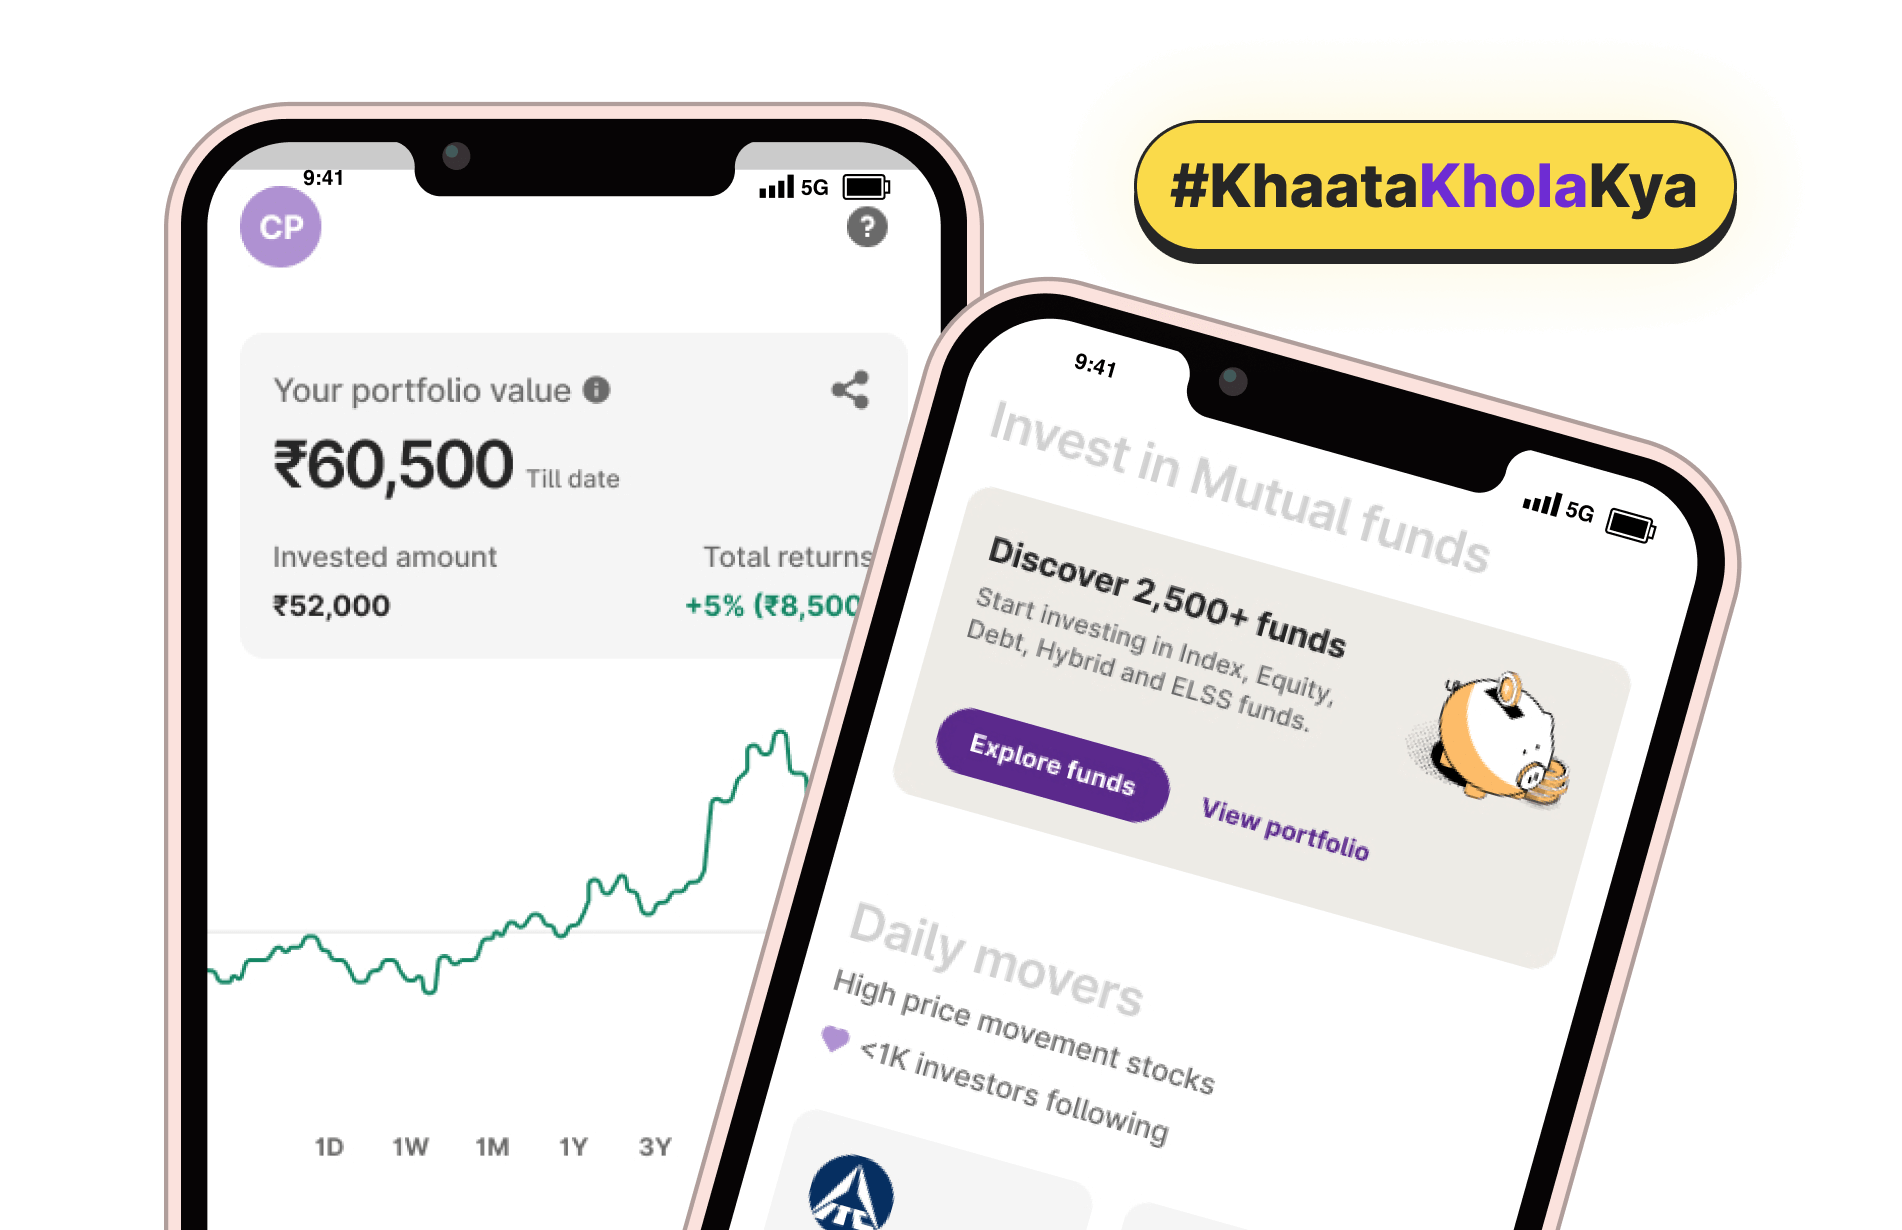 #KhaataKholaKya
9:41
5G
CP
?
Your portfolio value
₹60,500 Till date
Invested amount Total returns
₹52,000 +5% (₹8,500
1D 1W 1M 1Y 3Y
9:41
5G
Invest in Mutual funds
Discover 2,500+ funds
Start investing in Index, Equity,
Debt, Hybrid and ELSS funds.
Explore funds
View portfolio
Daily movers
High price movement stocks
<1K investors following
ITC